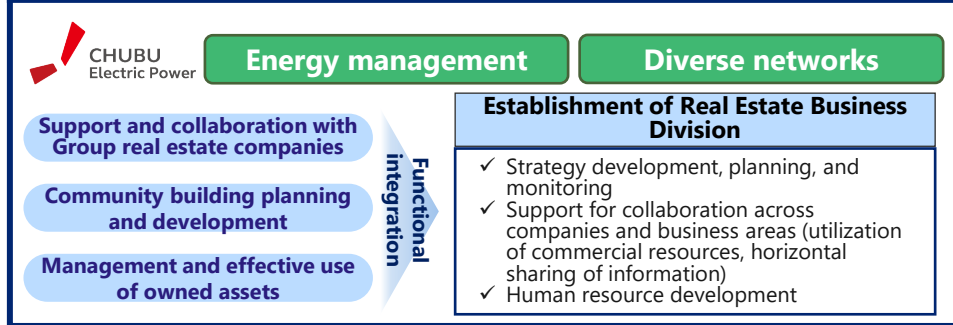 CHUBU
Electric Power
Energy management
Diverse networks
Support and collaboration with
Group real estate companies
Community building planning
and development
Management and effective use
of owned assets
Functional
integration
Establishment of Real Estate Business
Division
✓ Strategy development, planning, and
monitoring
✓ Support for collaboration across
companies and business areas (utilization
of commercial resources, horizontal
sharing of information)
✓ Human resource development